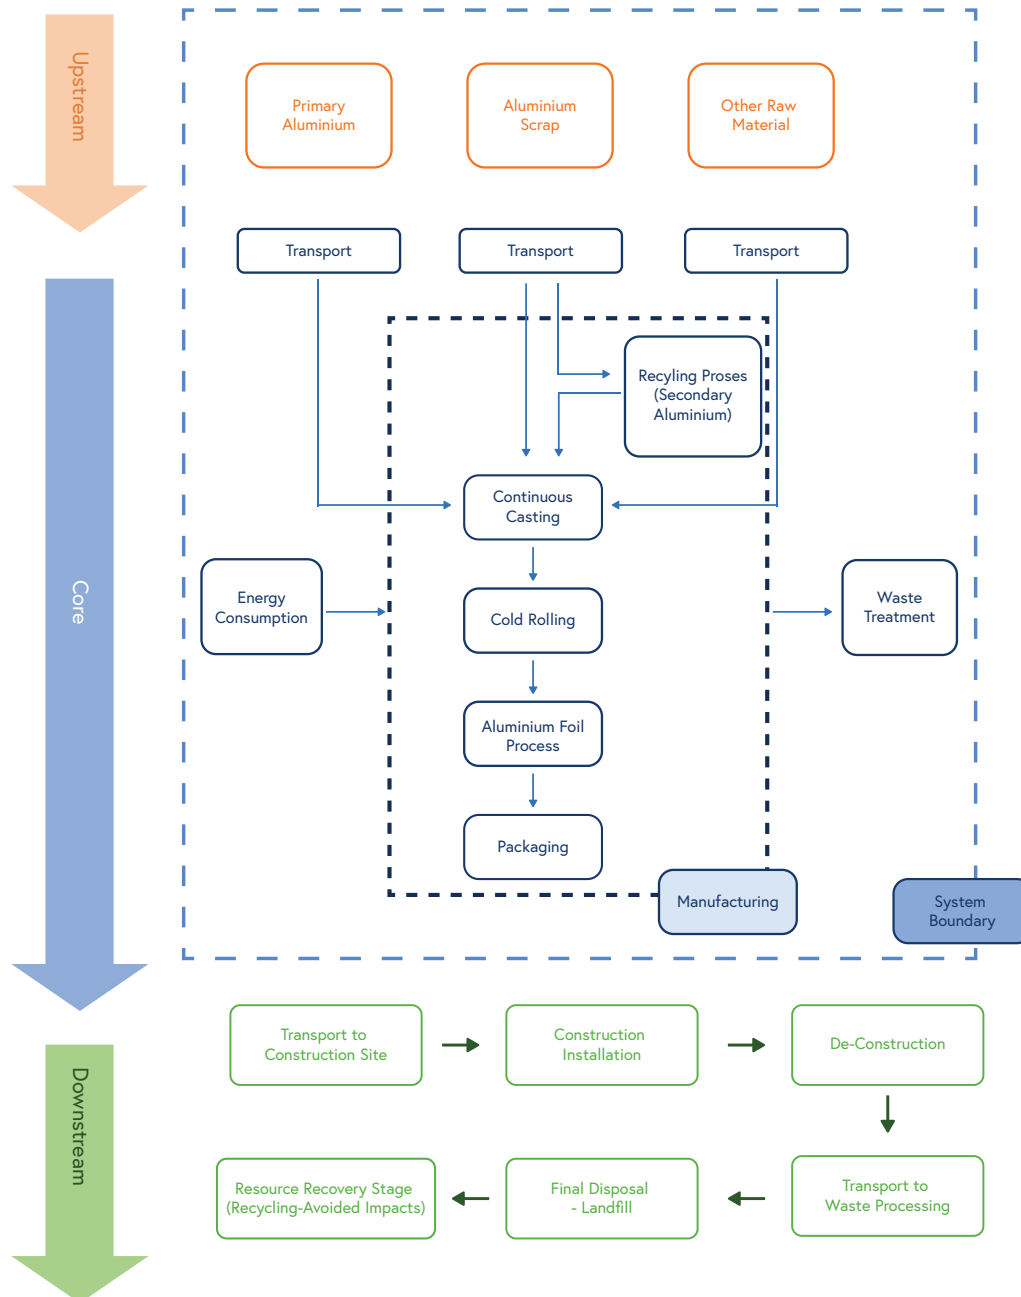 Upstream
Primary
Aluminium
Aluminium
Scrap
Other Raw
Material
Transport
Transport
Transport
Recyling Proses
(Secondary
Aluminium)
Continuous
Casting
Core
Energy
Consumption
Cold Rolling
Waste
Treatment
Aluminium Foil
Process
Packaging
Manufacturing
System
Boundary
Downstream
Transport to
Construction Site
Construction
Installation
De-Construction
Transport to
Waste Processing
Final Disposal
- Landfill
Resource Recovery Stage
(Recycling-Avoided Impacts)